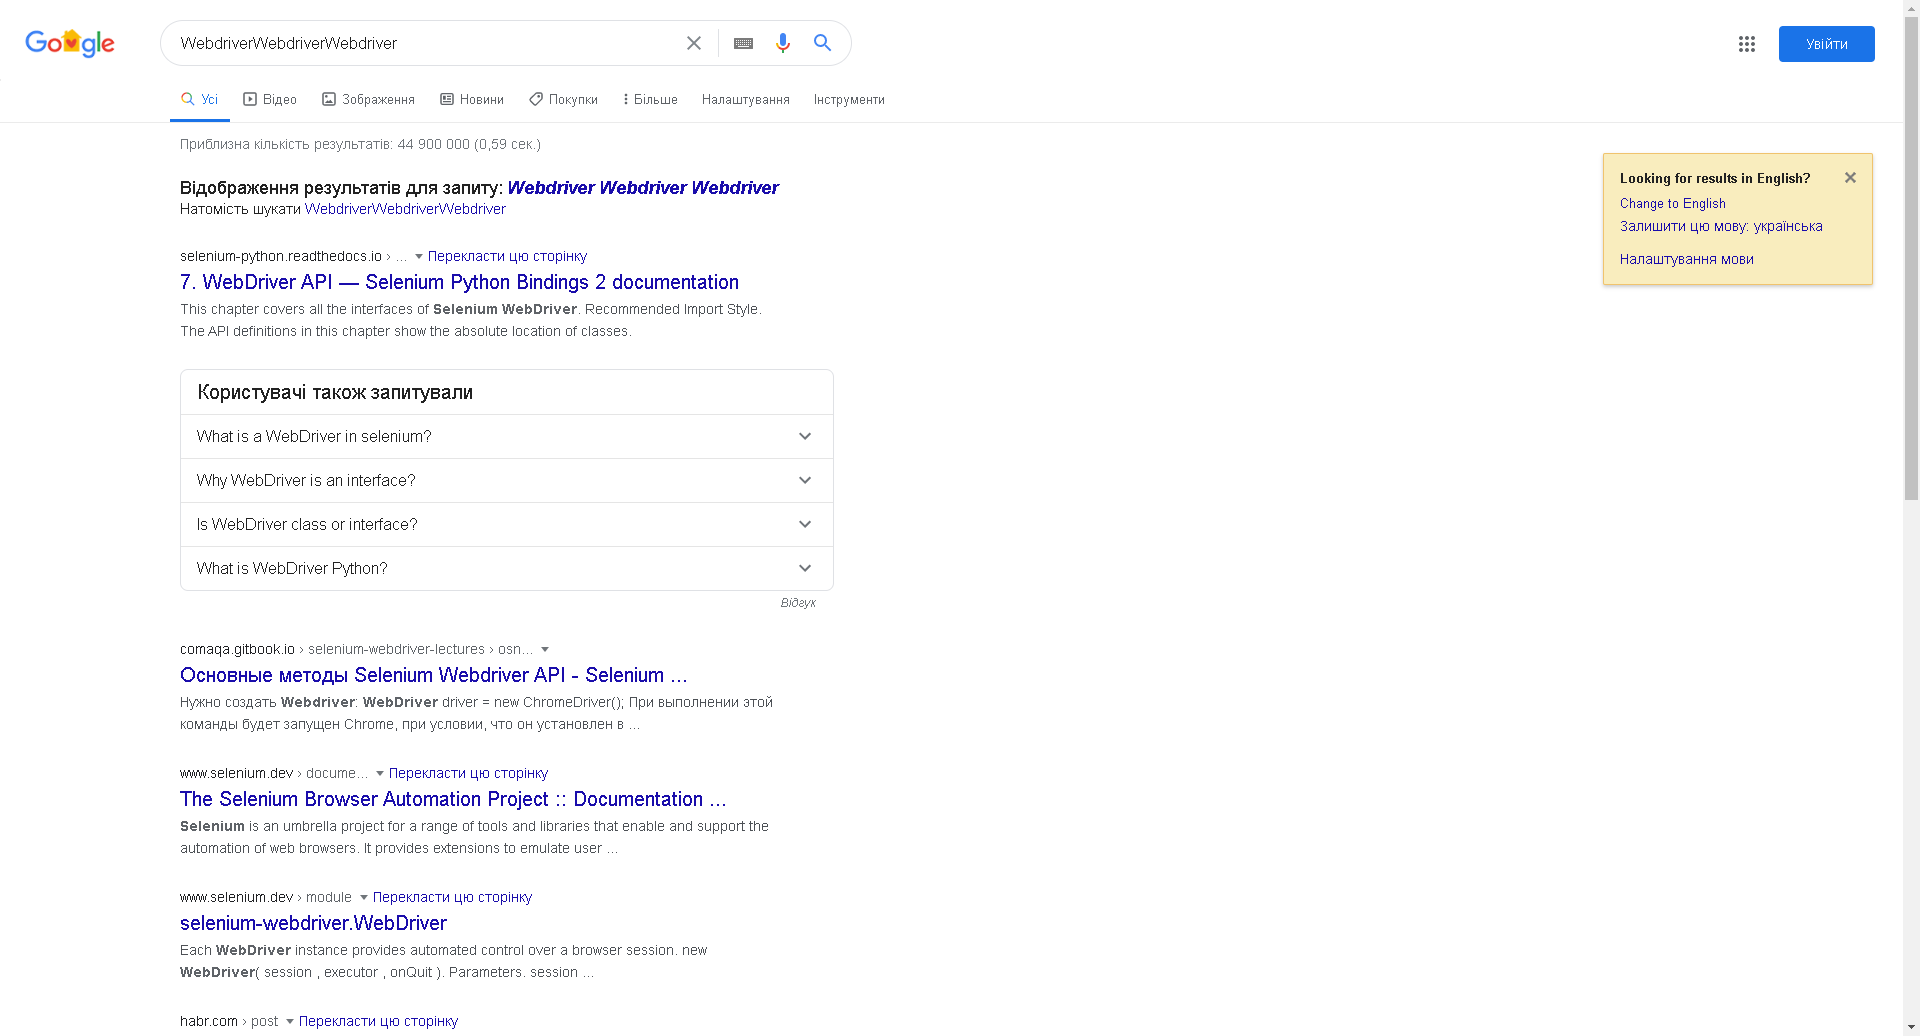 Google
WebdriverWebdriverWebdriver
Увійти
Усі
Відео
Зображення
Новини
Покупки
Більше
Налаштування
Інструменти
Приблизна кількість результатів: 44 900 000 (0,59 сек.)
Відображення результатів для запиту: Webdriver Webdriver Webdriver
Натомість шукати WebdriverWebdriverWebdriver
Looking for results in English?
Change to English
Залишити цю мову: українська
Налаштування мови
selenium-python.readthedocs.io › ... Перекласти цю сторінку
7. WebDriver API — Selenium Python Bindings 2 documentation
This chapter covers all the interfaces of Selenium WebDriver. Recommended Import Style.
The API definitions in this chapter show the absolute location of classes.
Користувачі також запитували
What is a WebDriver in selenium?
Why WebDriver is an interface?
Is WebDriver class or interface?
What is WebDriver Python?
Відгук
comaqa.gitbook.io › selenium-webdriver-lectures › osn...
Основные методы Selenium Webdriver API - Selenium ...
Нужно создать Webdriver: WebDriver driver = new ChromeDriver(); При выполнении этой
команды будет запущен Chrome, при условии, что он установлен в ...
www.selenium.dev › docume... Перекласти цю сторінку
The Selenium Browser Automation Project :: Documentation ...
Selenium is an umbrella project for a range of tools and libraries that enable and support the
automation of web browsers. It provides extensions to emulate user ...
www.selenium.dev › module Перекласти цю сторінку
selenium-webdriver.WebDriver
Each WebDriver instance provides automated control over a browser session. new
WebDriver( session , executor , onQuit ). Parameters. session ...
habr.com › post Перекласти цю сторінку